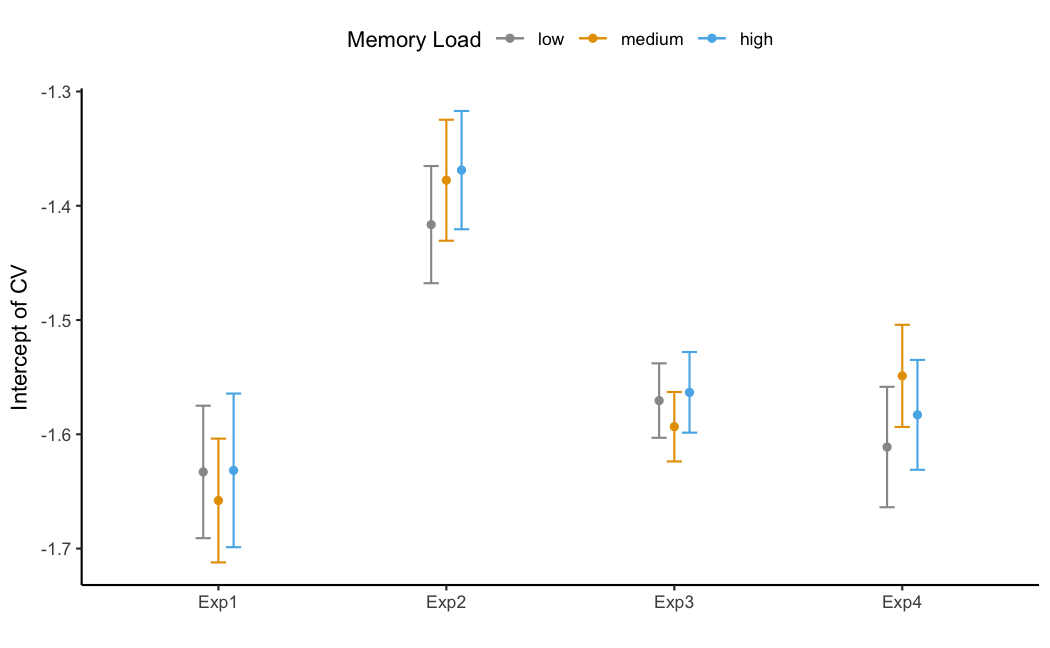 Memory Load low medium high
-1.3
-1.4
-1.5
-1.6
-1.7
Intercept of CV
Exp1 Exp2 Exp3 Exp4